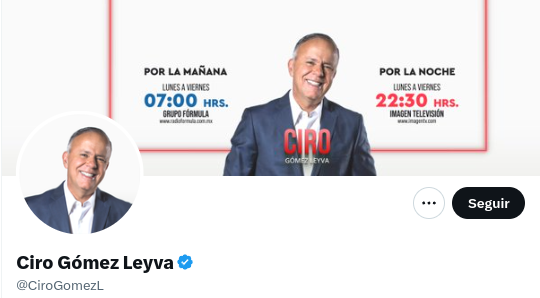 POR LA MAÑANA
LUNES A VIERNES
07:00 HRS.
GRUPO FÓRMULA
www.radioformula.com.mx
POR LA NOCHE
LUNES A VIERNES
22:30 HRS.
IMAGEN TELEVISIÓN
www.imagentv.com
CIRO
GÓMEZ LEYVA
Seguir
Ciro Gómez Leyva
@CiroGomezL